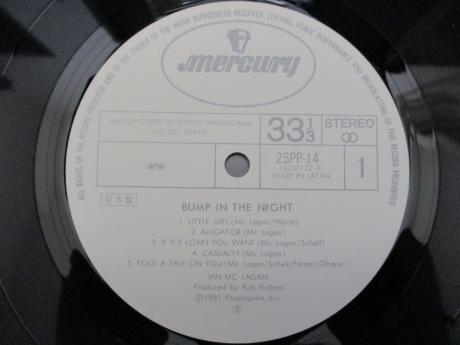 ALL RIGHTS OF THE RECORD PRODUCER AND OF THE OWNER OF THE WORK REPRODUCED RESERVED. COPYING, PUBLIC PERFORMANCE AND BROADCASTING OF THIS RECORD PROHIBITED
mercury
MANUFACTURED BY NIPPON PHONOGRAM
CO. LTD. TOKYO
33 1/3
STEREO
25PP-14
(6337122 A)
MADE IN JAPAN
1
見本盤
BUMP IN THE NIGHT
1. LITTLE GIRL (Mc Lagan/Wood)
2. ALLIGATOR (Mc Lagan)
3. IF IT'S LOVIN YOU WANT (Mc Lagan/Schell)
4. CASUALTY (Mc Lagan)
5. TOLD A TALE ON YOU (Mc Lagan/Schell/Fataar/Ohara)
IAN MC LAGAN
Produced by Rob Fraboni
Ⓟ1981 Phonogram, Inc.